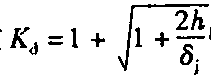 K_d = 1 + √(1 + 2h/δ_j)